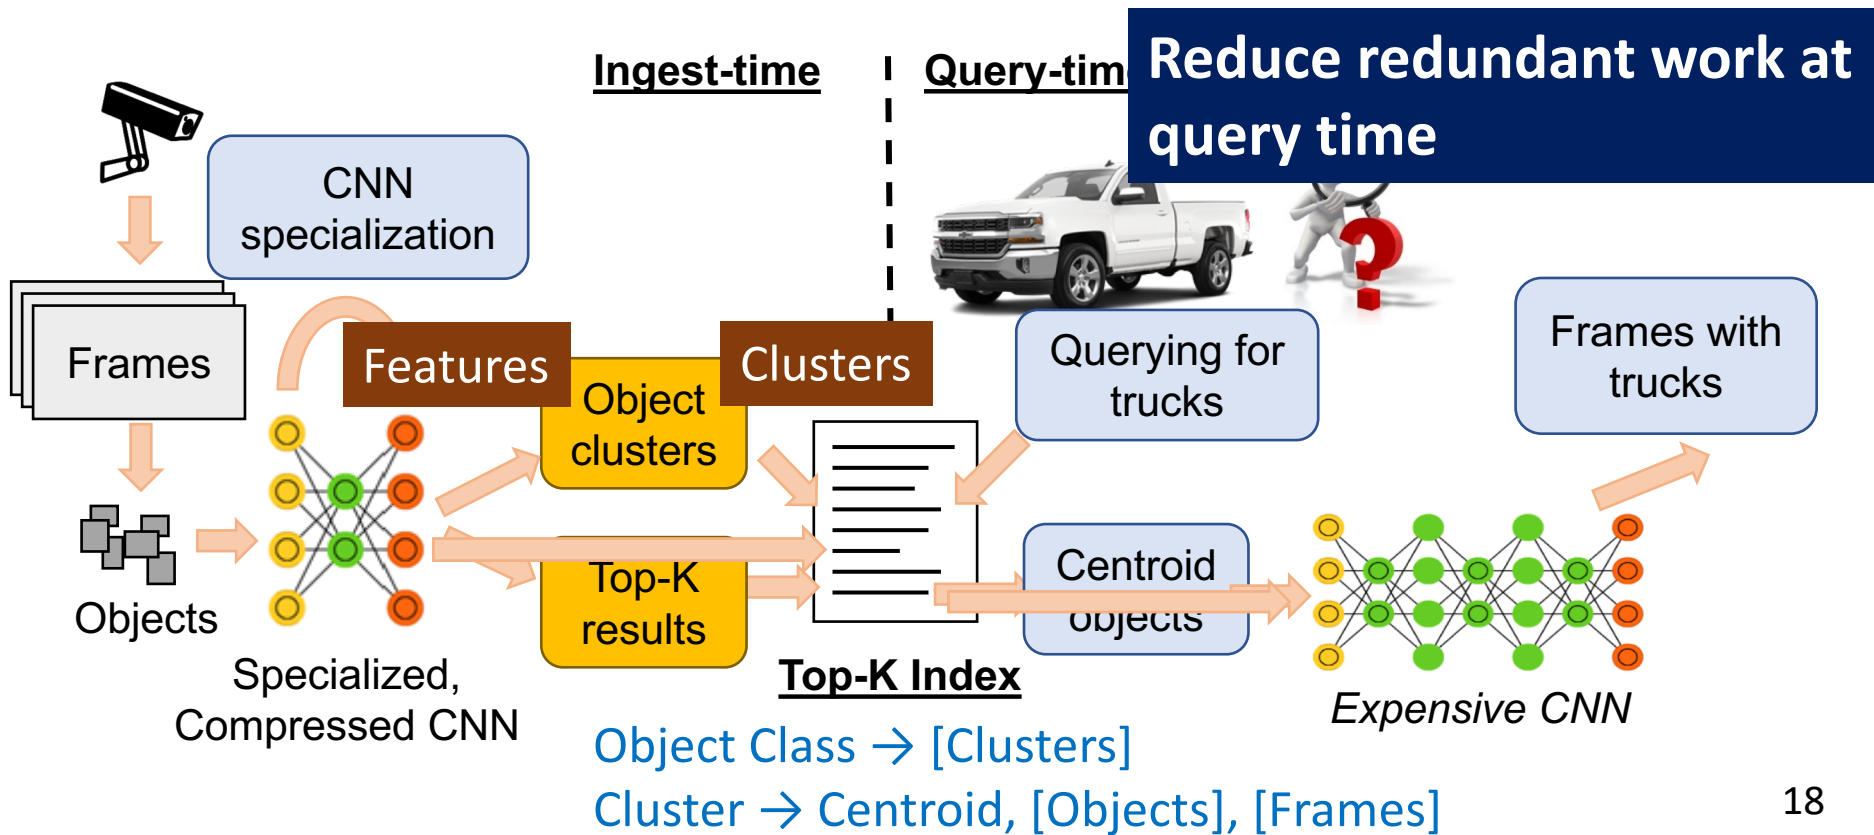 Ingest-time
Query-tim
Reduce redundant work at
query time
CNN
specialization
Frames
Features
Clusters
Object
clusters
Querying for
trucks
Frames with
trucks
Objects
Top-K
results
Centroid
objects
Specialized,
Compressed CNN
Top-K Index
Expensive CNN
Object Class → [Clusters]
Cluster → Centroid, [Objects], [Frames]
18